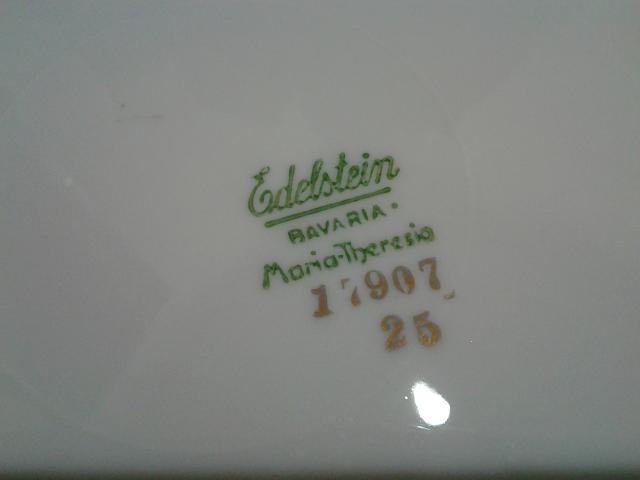 Edelstein
BAVARIA.
Maria-Theresia
17907
25